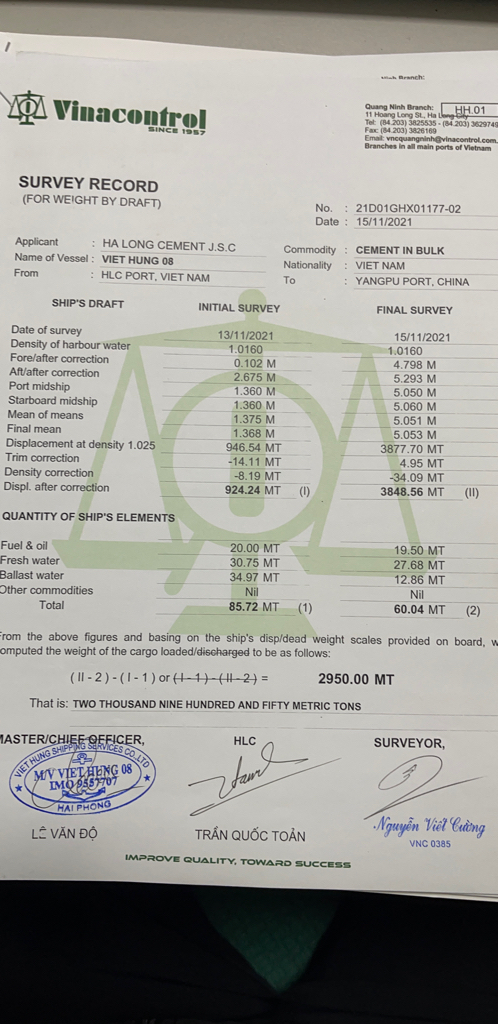 Minh Branch:
Vinacontrol
SINCE 1957
Quang Ninh Branch: HH.01
11 Hoang Long St., Ha Long City
Tel: (84.203) 3825535 - (84.203) 3629749
Fax: (84.203) 3826169
Email: vncquangninh@vinacontrol.com.
Branches in all main ports of Vietnam
SURVEY RECORD
(FOR WEIGHT BY DRAFT)
No. : 21D01GHX01177-02
Date : 15/11/2021
Applicant : HA LONG CEMENT J.S.C
Commodity : CEMENT IN BULK
Name of Vessel : VIET HUNG 08
Nationality : VIET NAM
From : HLC PORT, VIET NAM
To : YANGPU PORT, CHINA
SHIP'S DRAFT INITIAL SURVEY FINAL SURVEY
Date of survey 13/11/2021 15/11/2021
Density of harbour water 1.0160 1.0160
Fore/after correction 0.102 M 4.798 M
Aft/after correction 2.675 M 5.293 M
Port midship 1.360 M 5.050 M
Starboard midship 1.360 M 5.060 M
Mean of means 1.375 M 5.051 M
Final mean 1.368 M 5.053 M
Displacement at density 1.025 946.54 MT 3877.70 MT
Trim correction -14.11 MT 4.95 MT
Density correction -8.19 MT -34.09 MT
Displ. after correction 924.24 MT (I) 3848.56 MT (II)
QUANTITY OF SHIP'S ELEMENTS
Fuel & oil 20.00 MT 19.50 MT
Fresh water 30.75 MT 27.68 MT
Ballast water 34.97 MT 12.86 MT
Other commodities Nil Nil
Total 85.72 MT (1) 60.04 MT (2)
From the above figures and basing on the ship's disp/dead weight scales provided on board, w
omputed the weight of the cargo loaded/discharged to be as follows:
( II - 2 ) - ( I - 1 ) or ( I - 1 ) - ( II - 2 ) = 2950.00 MT
That is: TWO THOUSAND NINE HUNDRED AND FIFTY METRIC TONS
MASTER/CHIEF OFFICER, HLC SURVEYOR,
VIET HUNG SHIPPING SERVICES CO.,LTD
M/V VIET HUNG 08
IMO 9557707
HAI PHONG
LÊ VĂN ĐỘ
TRẦN QUỐC TOẢN
Nguyễn Viết Cường
VNC 0385
IMPROVE QUALITY, TOWARD SUCCESS